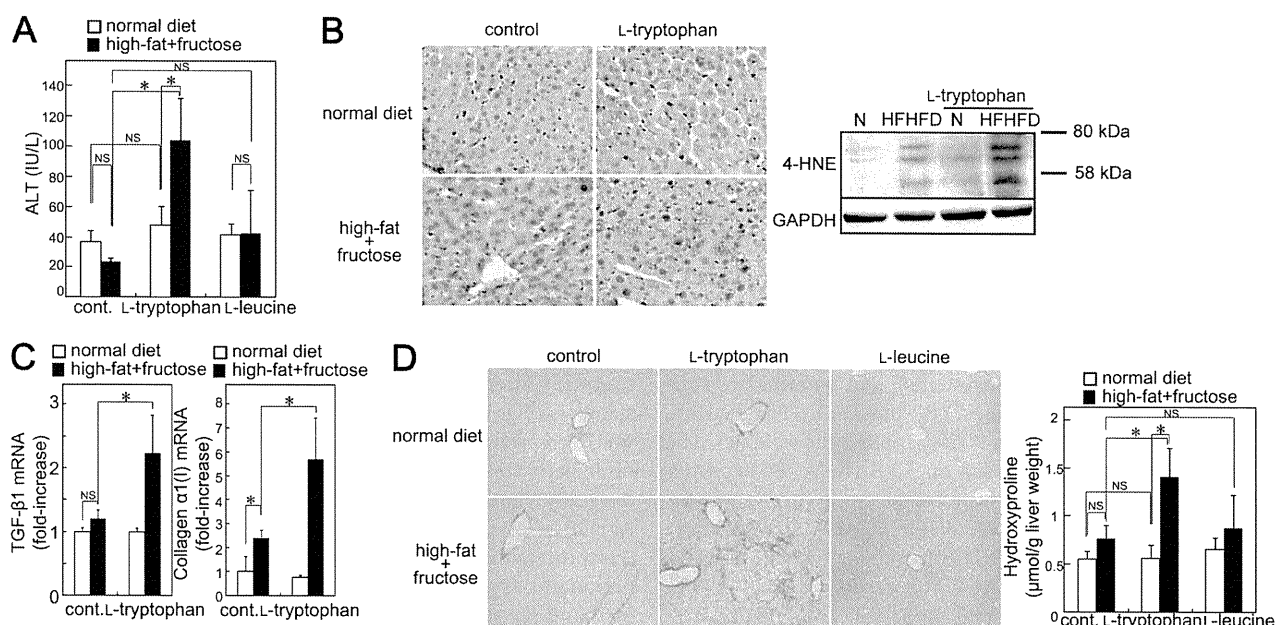 A
normal diet
high-fat+fructose
ALT (IU/L)
140
120
100
80
60
40
20
0
NS
*
*
NS
NS
NS
cont. L-tryptophan L-leucine
B
control L-tryptophan
normal diet
high-fat
+
fructose
L-tryptophan
N HFHFD N HFHFD
4-HNE
GAPDH
80 kDa
58 kDa
C
normal diet
high-fat+fructose
TGF-β1 mRNA
(fold-increase)
3
2
1
0
NS
*
cont. L-tryptophan
normal diet
high-fat+fructose
Collagen α1(I) mRNA
(fold-increase)
8
7
6
5
4
3
2
1
0
*
*
cont. L-tryptophan
D
control L-tryptophan L-leucine
normal diet
high-fat
+
fructose
normal diet
high-fat+fructose
Hydroxyproline
(μmol/g liver weight)
2
1.5
1
0.5
0
NS
*
*
NS
NS
cont. L-tryptophan L-leucine